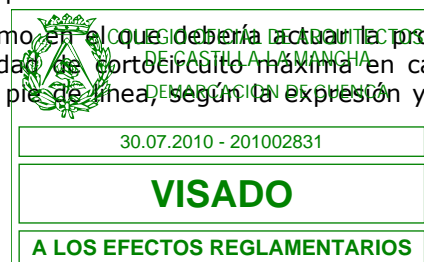 mo en el que debería actuar la pro
COLEGIO OFICIAL DE ARQUITECTOS
dad de cortocircuito máxima en ca
DE CASTILLA-LA MANCHA
pie de línea, según la expresión y
DEMARCACION DE CUENCA
30.07.2010 - 201002831
VISADO
A LOS EFECTOS REGLAMENTARIOS